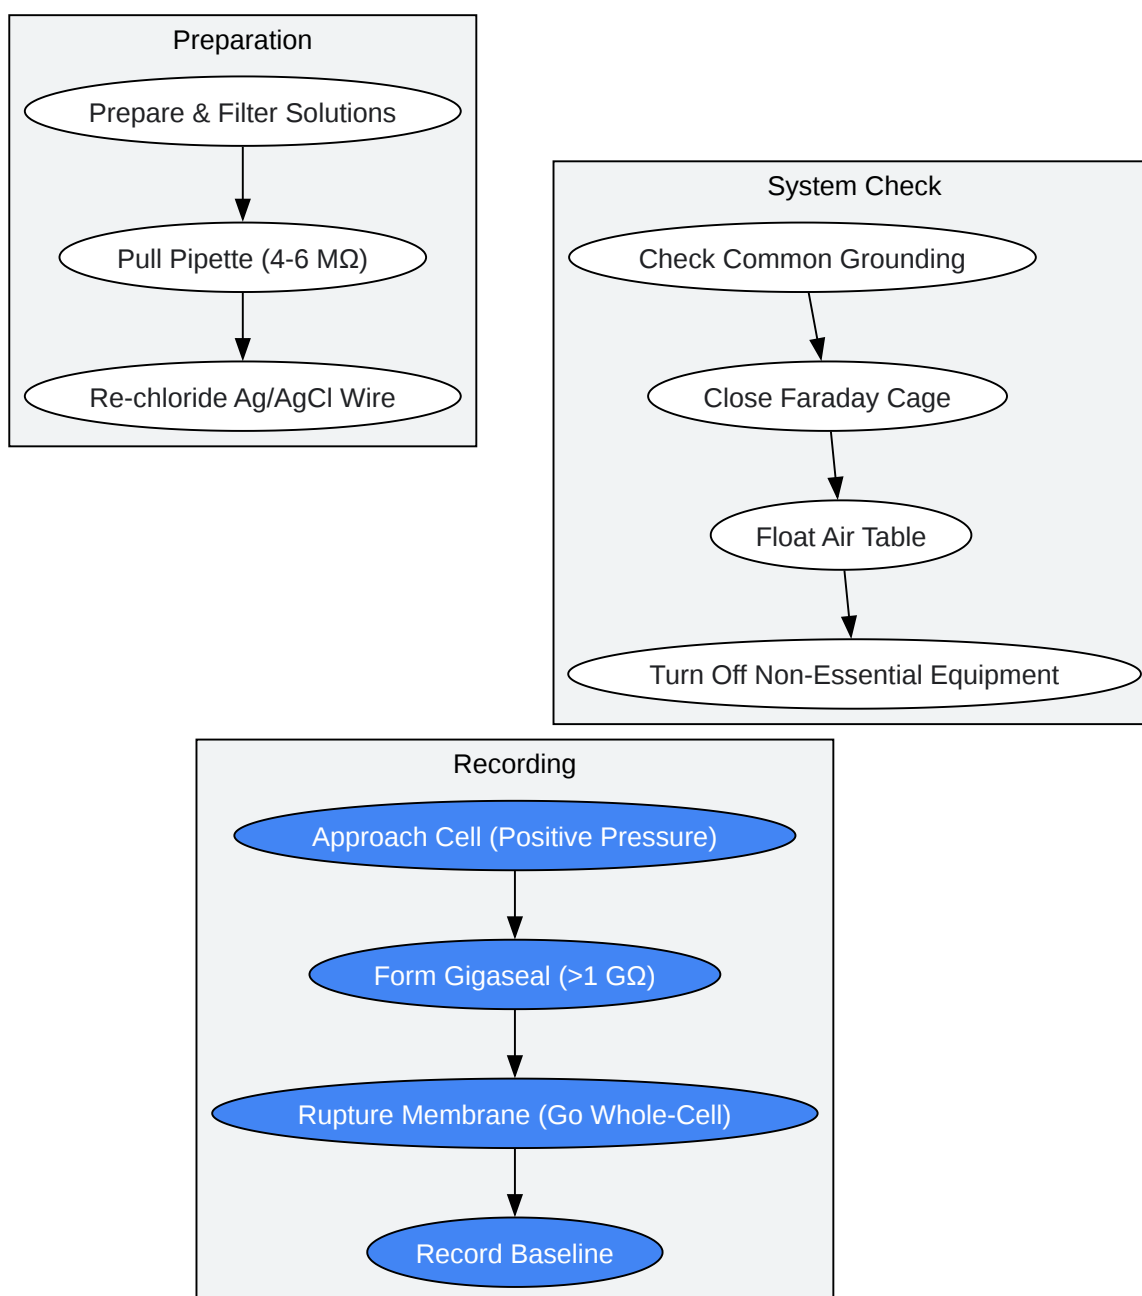 Preparation
Prepare & Filter Solutions
Pull Pipette (4-6 MΩ)
Re-chloride Ag/AgCl Wire
System Check
Check Common Grounding
Close Faraday Cage
Float Air Table
Turn Off Non-Essential Equipment
Recording
Approach Cell (Positive Pressure)
Form Gigaseal (>1 GΩ)
Rupture Membrane (Go Whole-Cell)
Record Baseline